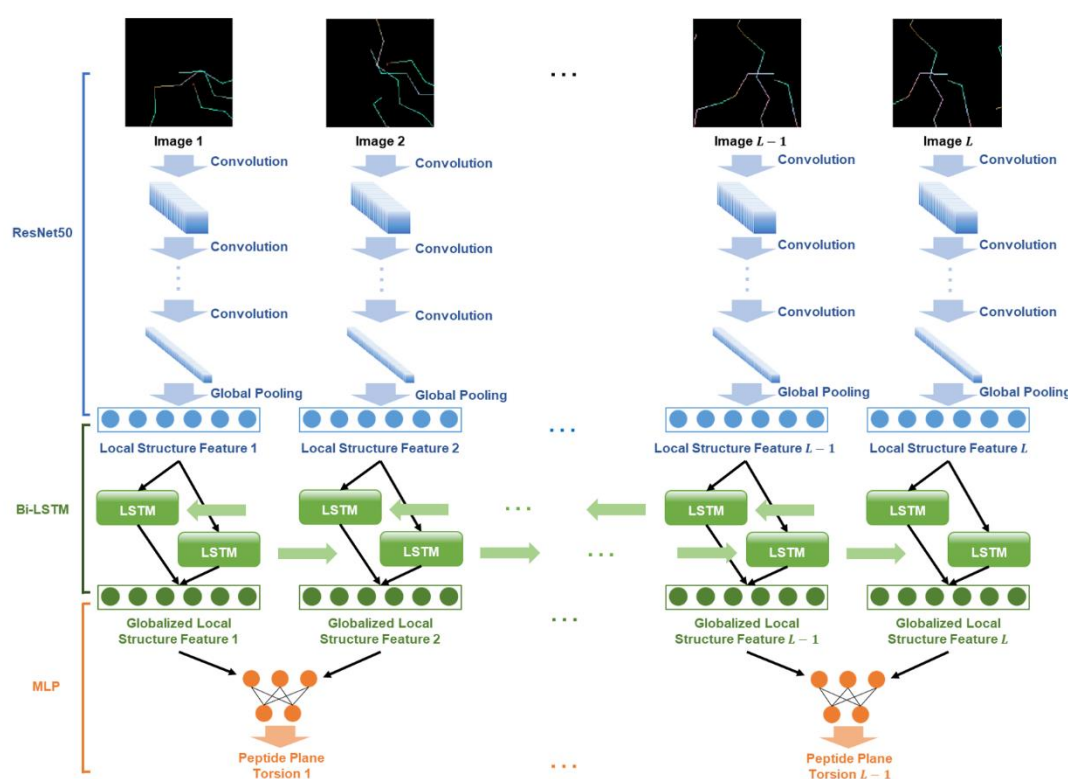 Image 1
Image 2
Image L − 1
Image L
Convolution
Convolution
Convolution
Convolution
ResNet50
Convolution
Convolution
Convolution
Convolution
Convolution
Convolution
Convolution
Convolution
Global Pooling
Global Pooling
Global Pooling
Global Pooling
Local Structure Feature 1
Local Structure Feature 2
Local Structure Feature L − 1
Local Structure Feature L
Bi-LSTM
LSTM
LSTM
LSTM
LSTM
LSTM
LSTM
LSTM
LSTM
Globalized Local
Structure Feature 1
Globalized Local
Structure Feature 2
Globalized Local
Structure Feature L − 1
Globalized Local
Structure Feature L
MLP
Peptide Plane
Torsion 1
Peptide Plane
Torsion L − 1